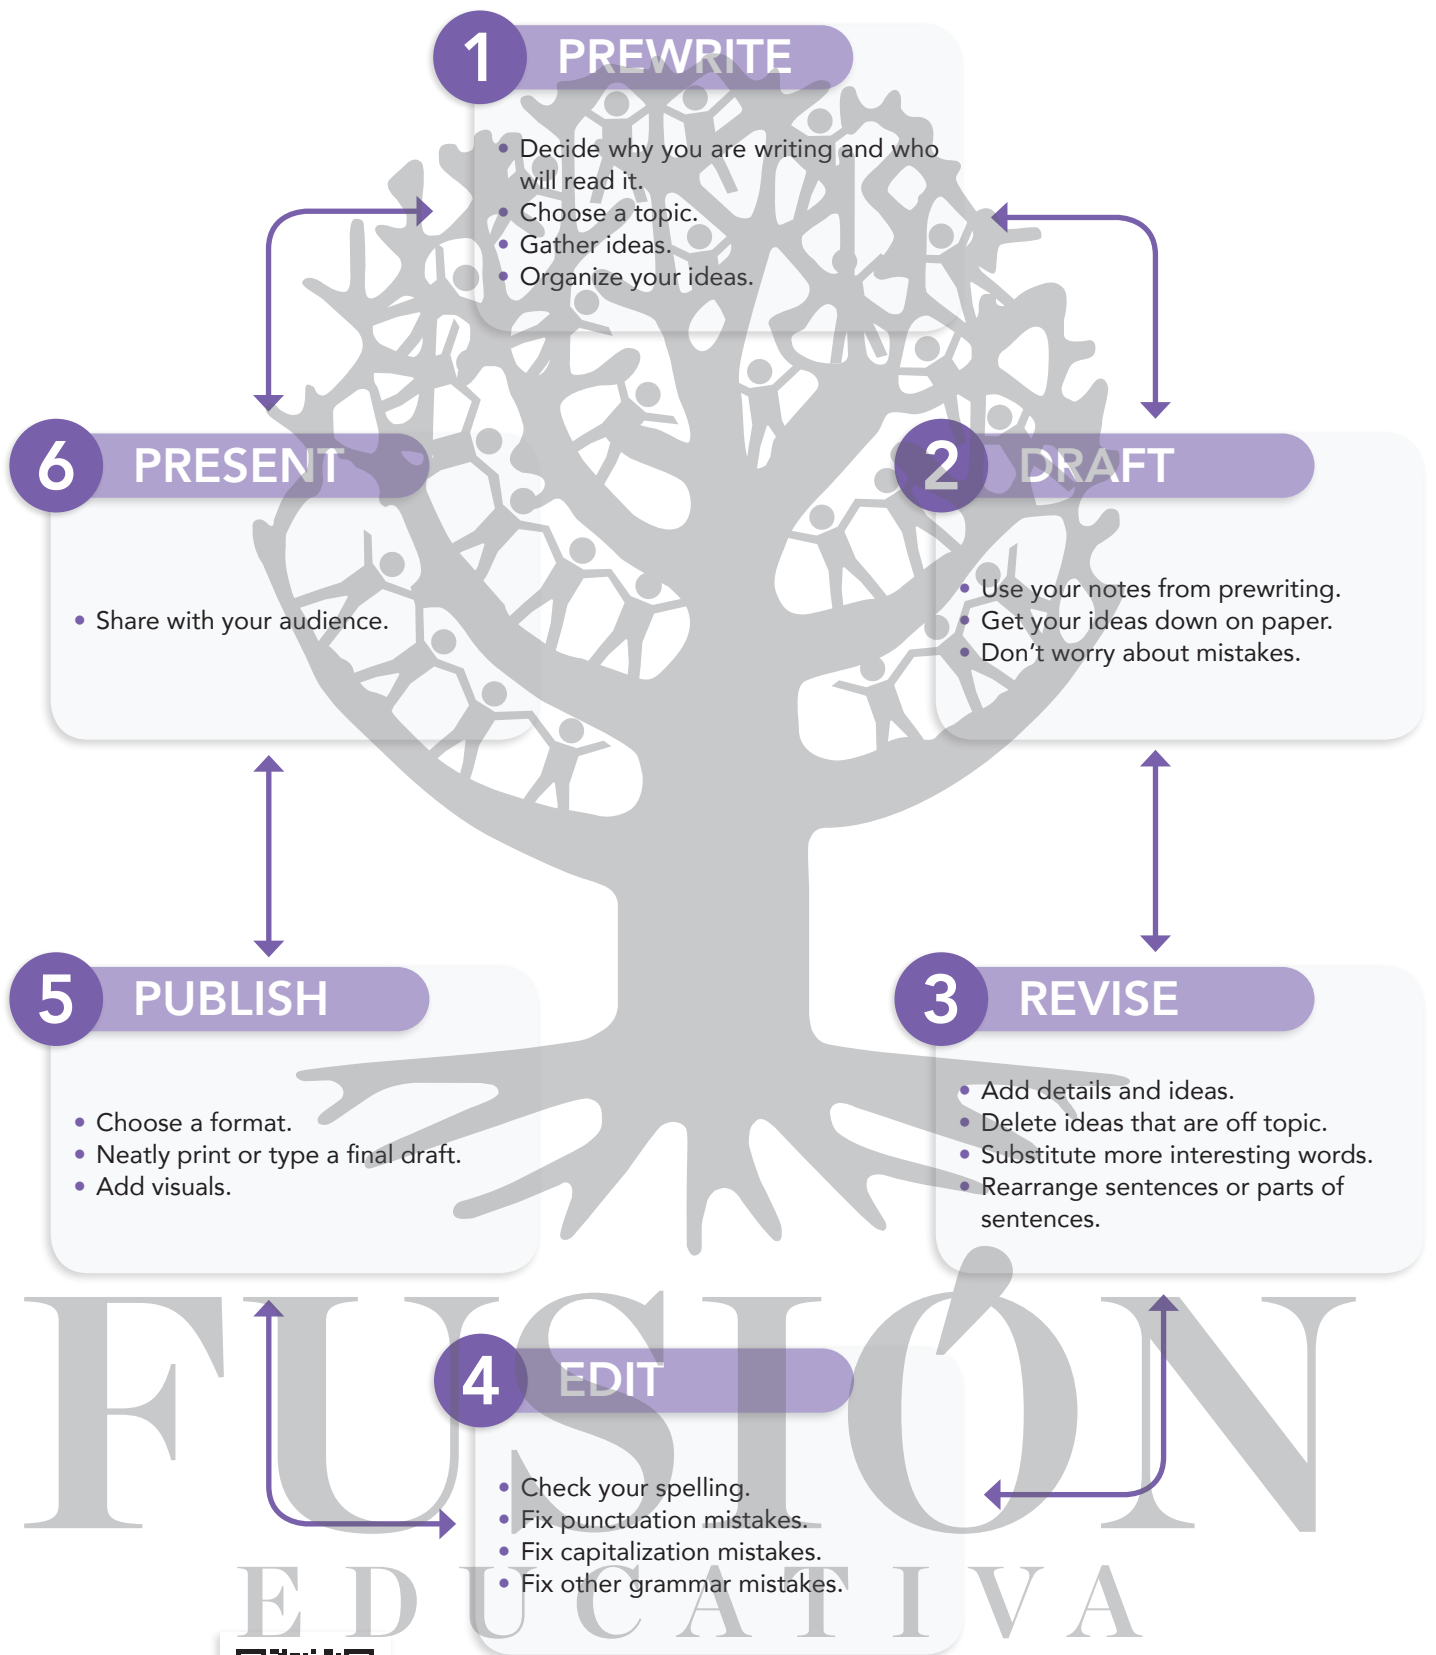 1 PREWRITE
• Decide why you are writing and who
will read it.
• Choose a topic.
• Gather ideas.
• Organize your ideas.
6 PRESENT
• Share with your audience.
2 DRAFT
• Use your notes from prewriting.
• Get your ideas down on paper.
• Don't worry about mistakes.
5 PUBLISH
• Choose a format.
• Neatly print or type a final draft.
• Add visuals.
3 REVISE
• Add details and ideas.
• Delete ideas that are off topic.
• Substitute more interesting words.
• Rearrange sentences or parts of
sentences.
4 EDIT
• Check your spelling.
• Fix punctuation mistakes.
• Fix capitalization mistakes.
• Fix other grammar mistakes.
FUSIÓN
EDUCATIVA